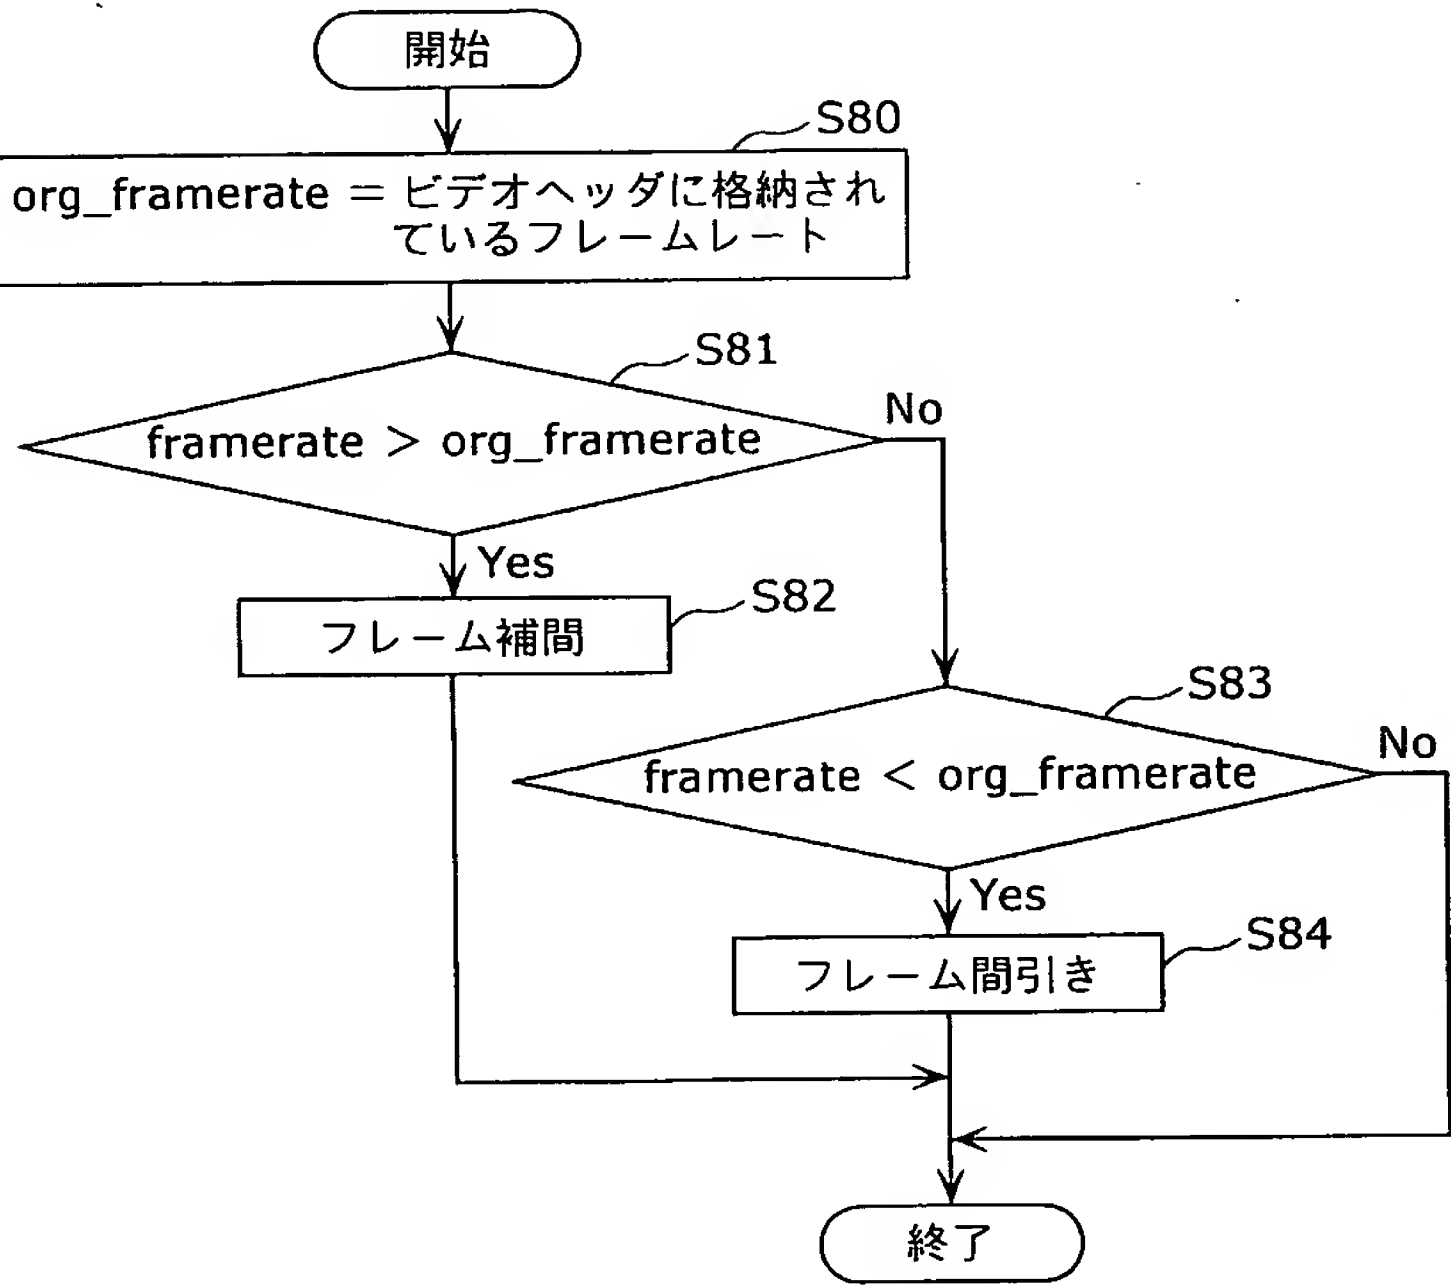 開始
S80
org_framerate = ビデオヘッダに格納され
ているフレームレート
S81
framerate > org_framerate
No
Yes
S82
フレーム補間
S83
framerate < org_framerate
No
Yes
S84
フレーム間引き
終了